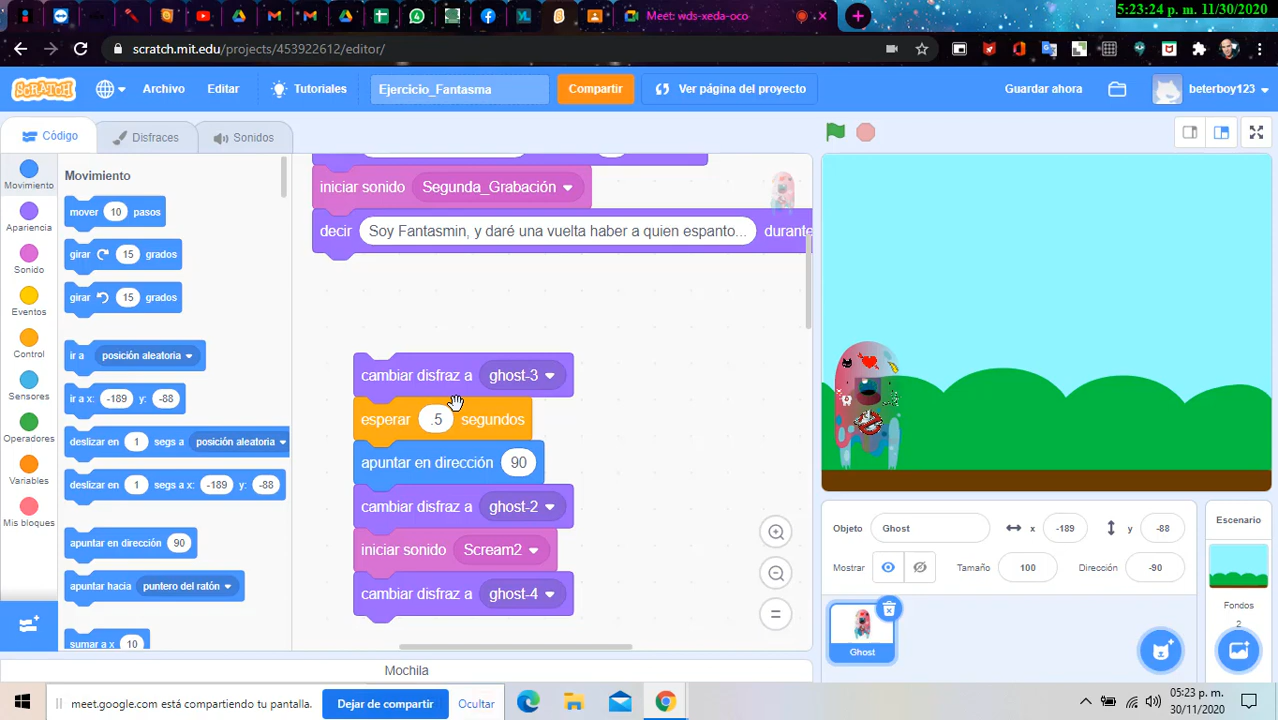 Meet: wds-xeda-oco
5:23:24 p.m. 11/30/2020
scratch.mit.edu/projects/453922612/editor/
SCRATCH
Archivo
Editar
Tutoriales
Ejercicio_Fantasma
Compartir
Ver página del proyecto
Guardar ahora
beterboy123
Código
Disfraces
Sonidos
Movimiento
Apariencia
Sonido
Eventos
Control
Sensores
Operadores
Variables
Mis bloques
Movimiento
mover 10 pasos
girar 15 grados
girar 15 grados
ir a posición aleatoria
ir a x: -189 y: -88
deslizar en 1 segs a posición aleatoria
deslizar en 1 segs a x: -189 y: -88
apuntar en dirección 90
apuntar hacia puntero del ratón
sumar a x 10
iniciar sonido Segunda_Grabación
decir Soy Fantasmin, y daré una vuelta haber a quien espanto... durante
cambiar disfraz a ghost-3
esperar .5 segundos
apuntar en dirección 90
cambiar disfraz a ghost-2
iniciar sonido Scream2
cambiar disfraz a ghost-4
Mochila
Objeto Ghost x -189 y -88
Mostrar Tamaño 100 Dirección -90
Ghost
Escenario
Fondos
2
meet.google.com está compartiendo tu pantalla.
Dejar de compartir
Ocultar
05:23 p. m.
30/11/2020